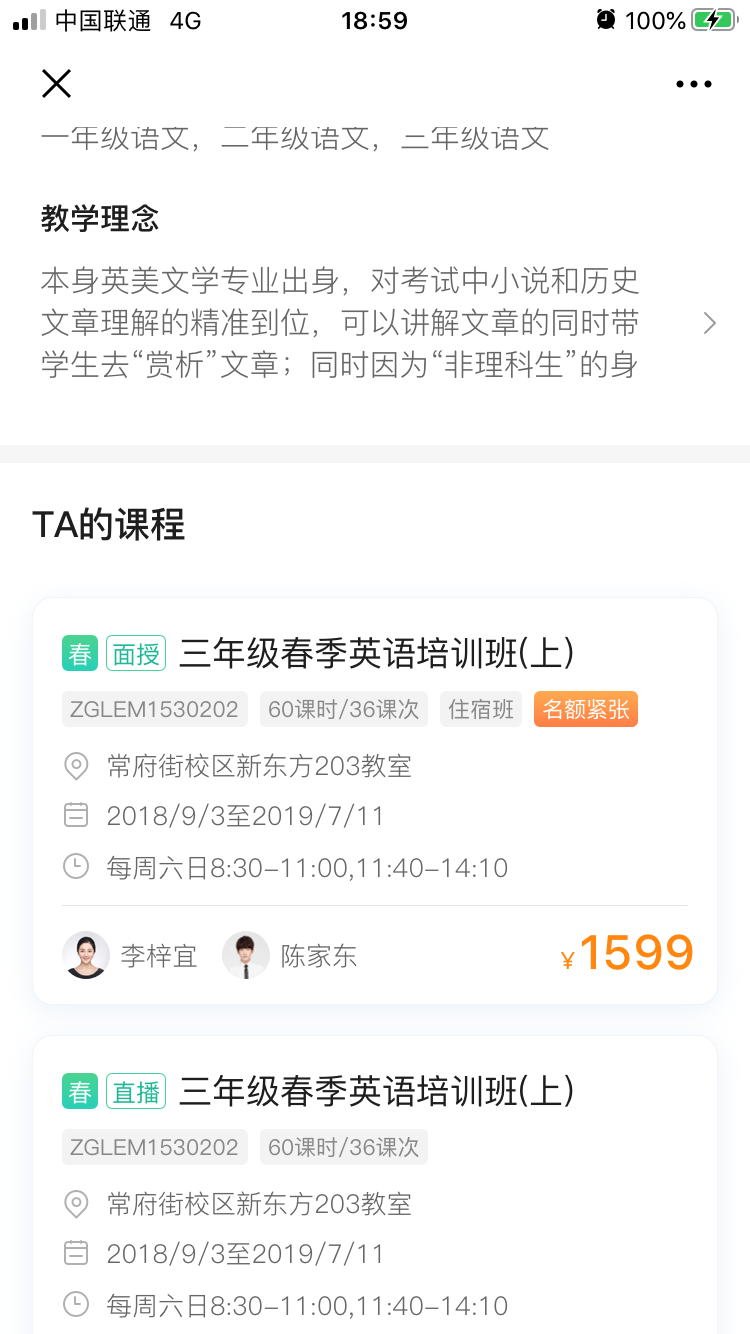 中国联通 4G 18:59 100%
一年级语文，二年级语文，三年级语文
教学理念
本身英美文学专业出身，对考试中小说和历史
文章理解的精准到位，可以讲解文章的同时带
学生去“赏析”文章；同时因为“非理科生”的身
TA的课程
春 面授 三年级春季英语培训班(上)
ZGLEM1530202 60课时/36课次 住宿班 名额紧张
常府街校区新东方203教室
2018/9/3至2019/7/11
每周六日8:30-11:00,11:40-14:10
李梓宜 陈家东 ¥1599
春 直播 三年级春季英语培训班(上)
ZGLEM1530202 60课时/36课次
常府街校区新东方203教室
2018/9/3至2019/7/11
每周六日8:30-11:00,11:40-14:10